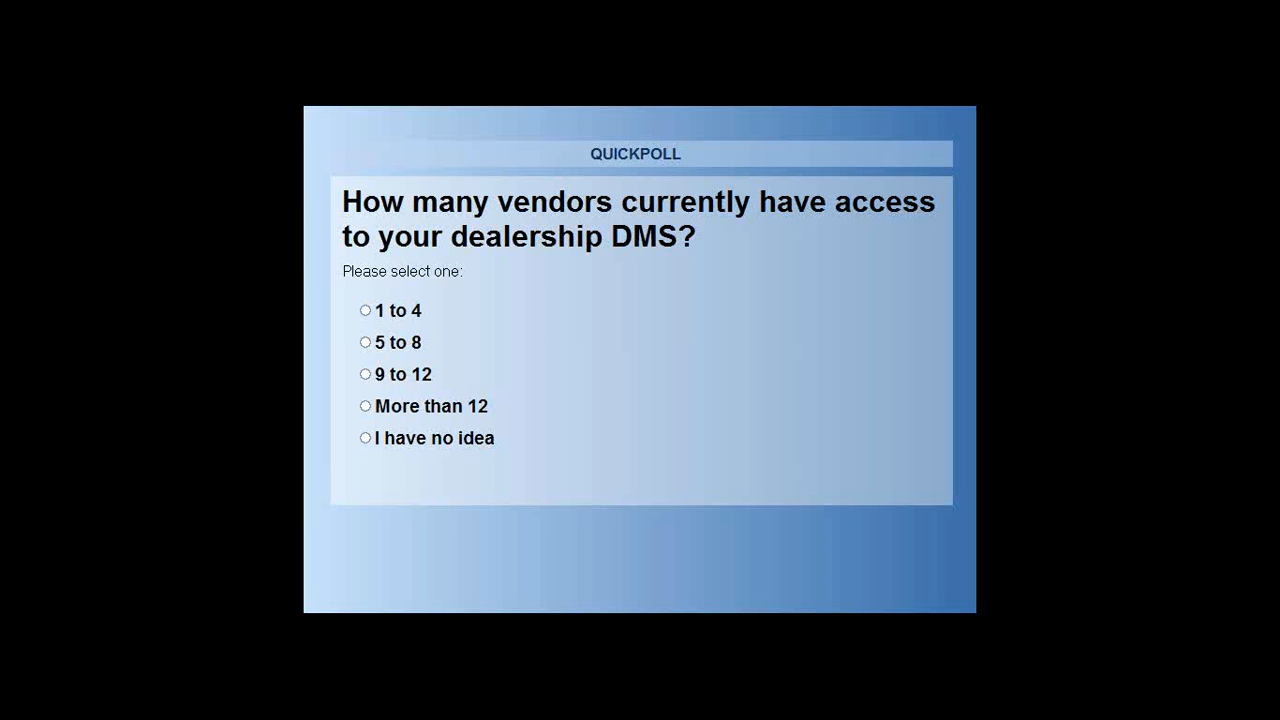 QUICKPOLL
How many vendors currently have access
to your dealership DMS?
Please select one:
1 to 4
5 to 8
9 to 12
More than 12
I have no idea